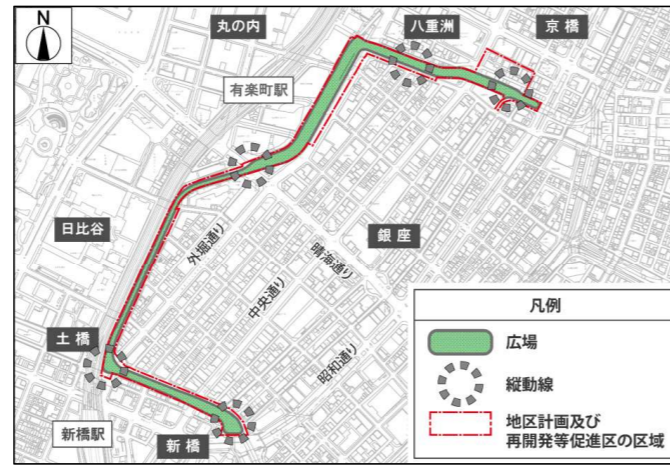 N
丸の内
八重洲
京橋
有楽町駅
日比谷
外堀通り
晴海通り
銀座
中央通り
昭和通り
土橋
新橋駅
新橋
凡例
広場
縦動線
地区計画及び
再開発等促進区の区域